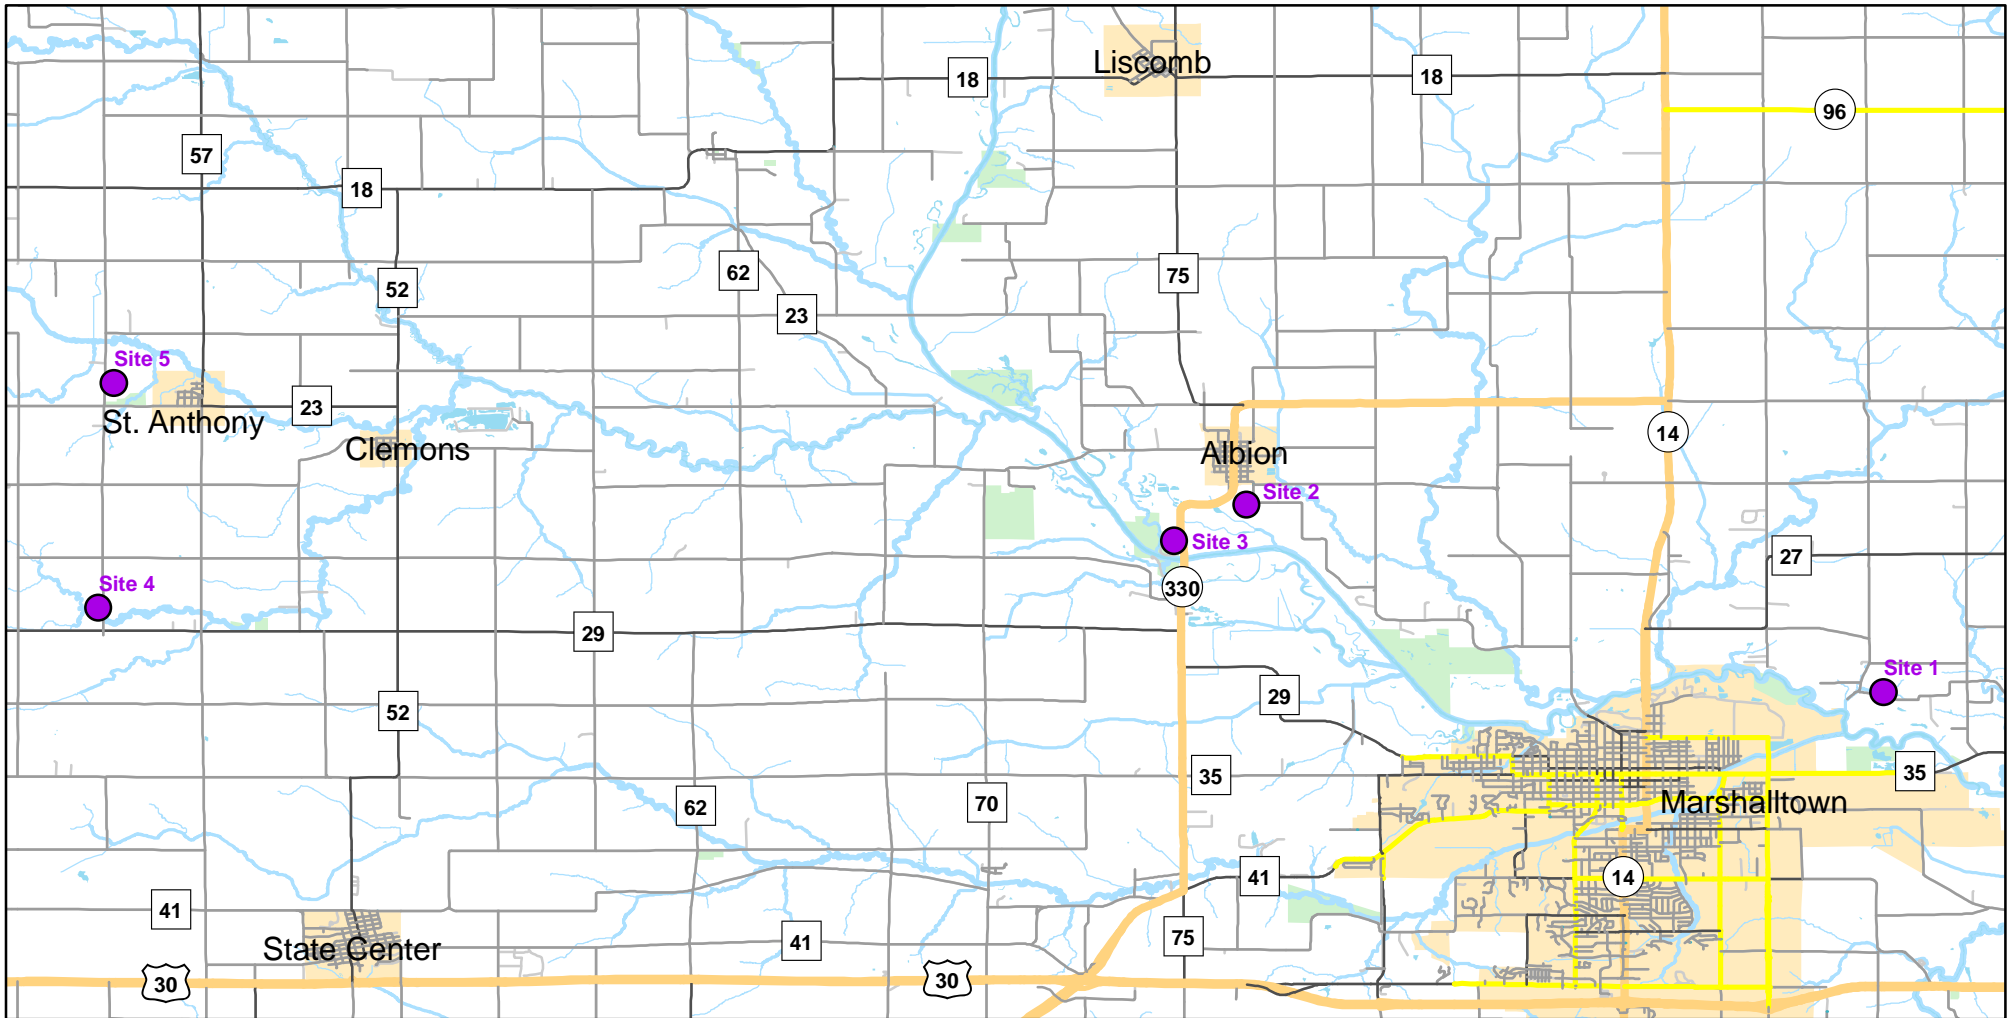 Liscomb
18
18
96
57
18
62
75
52
23
Site 5
23
St. Anthony
14
Clemons
Albion
Site 2
Site 3
27
Site 4
330
29
Site 1
29
52
35
35
62
70
Marshalltown
41
14
41
75
41
State Center
30
30